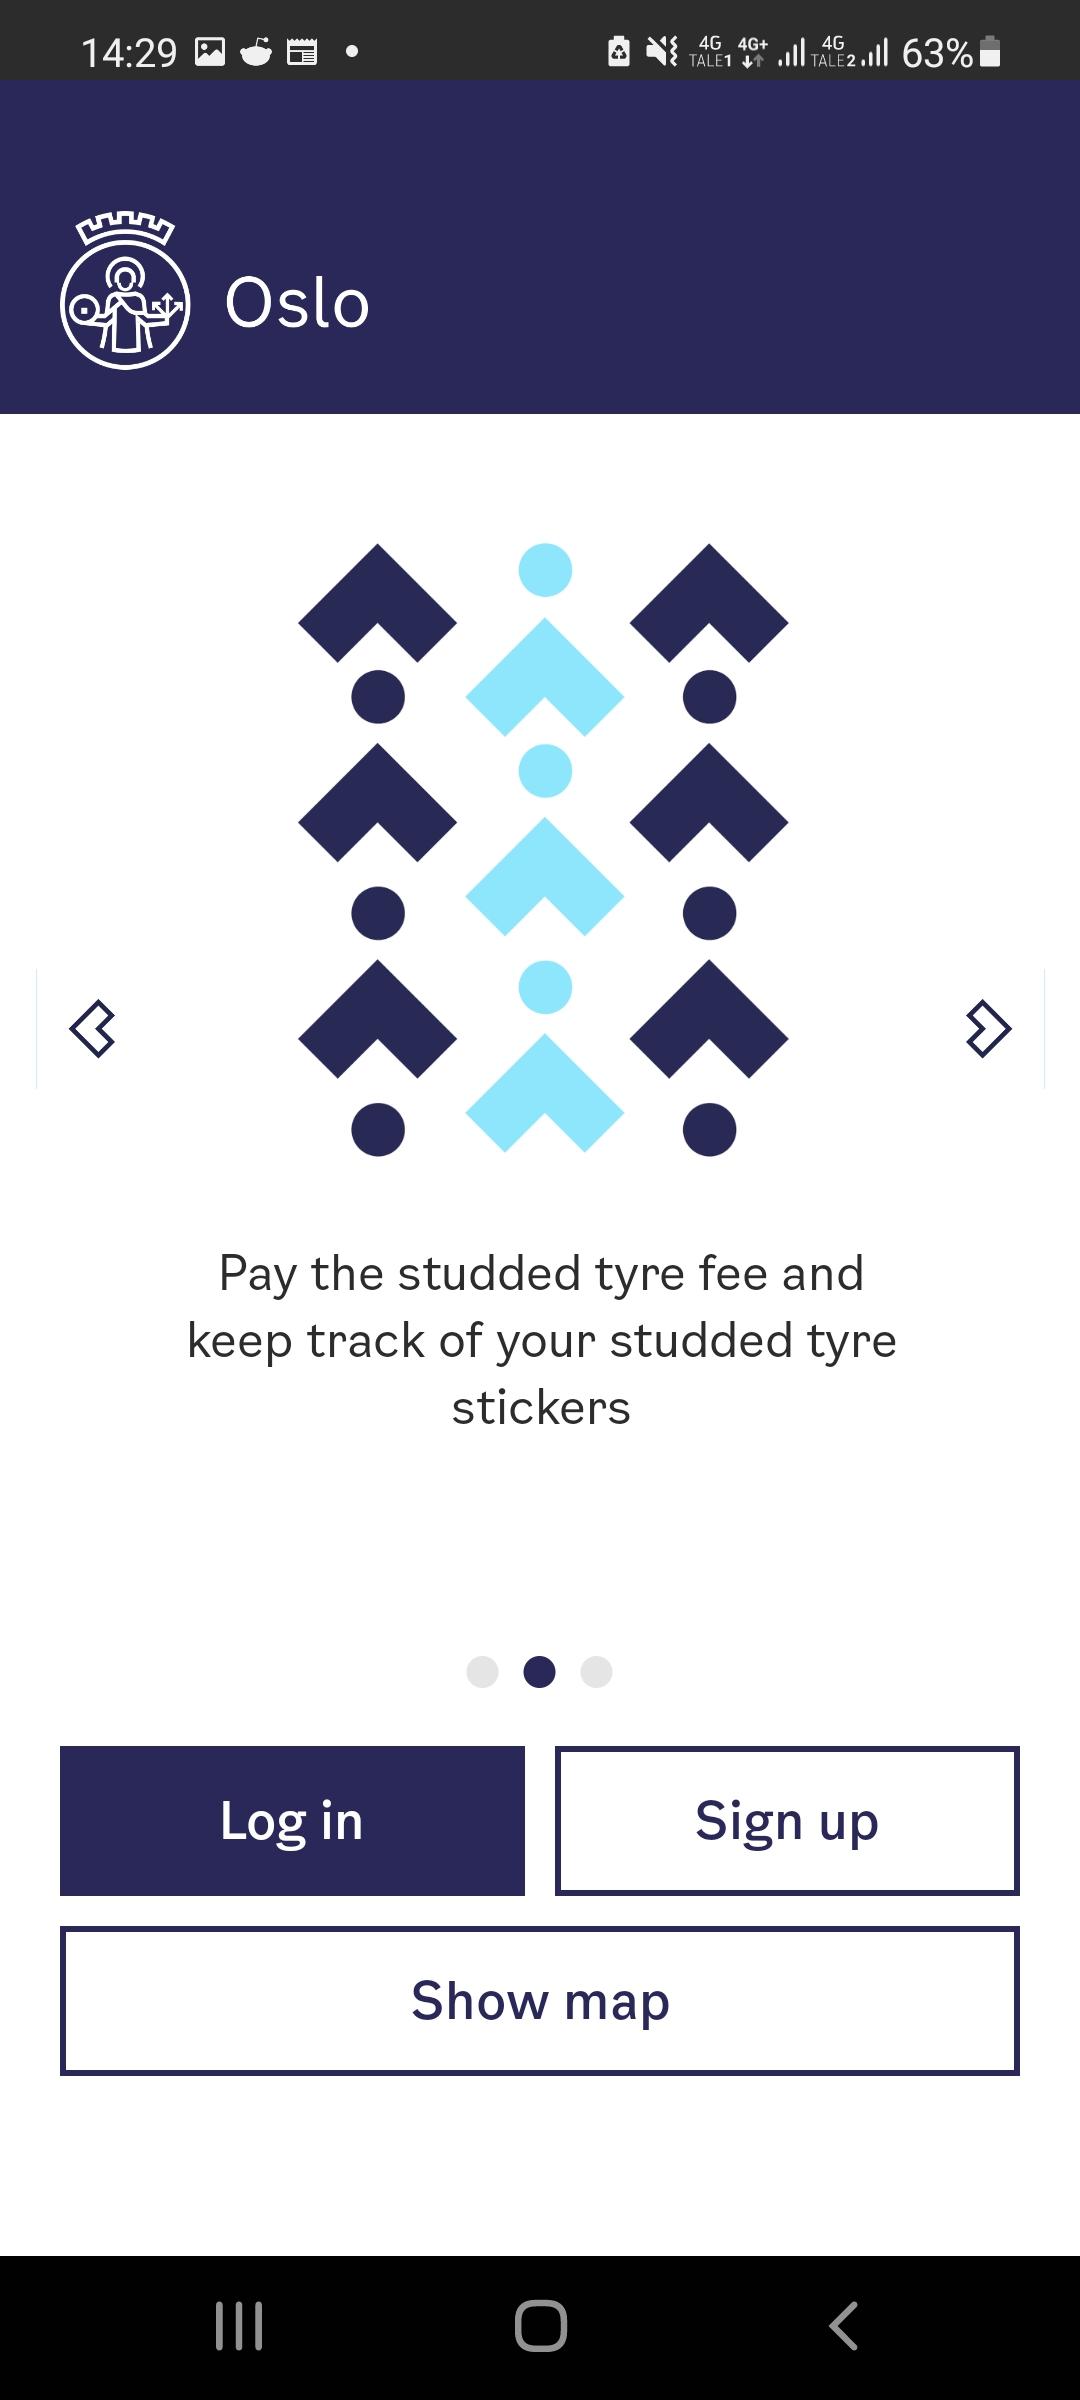 14:29 4G TALE1 4G+ 4G TALE2 63%
Oslo
Pay the studded tyre fee and
keep track of your studded tyre
stickers
Log in
Sign up
Show map